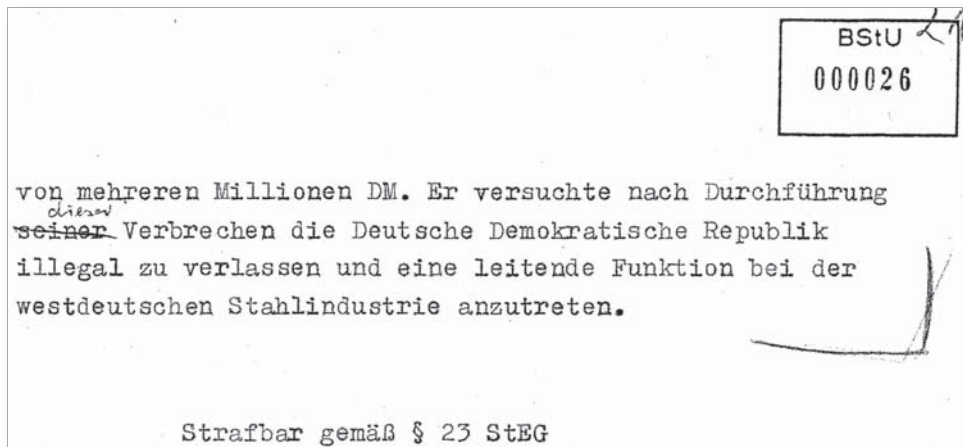 BStU
000026
von mehreren Millionen DM. Er versuchte nach Durchführung
dieser
seiner Verbrechen die Deutsche Demokratische Republik
illegal zu verlassen und eine leitende Funktion bei der
westdeutschen Stahlindustrie anzutreten.
Strafbar gemäß § 23 StEG